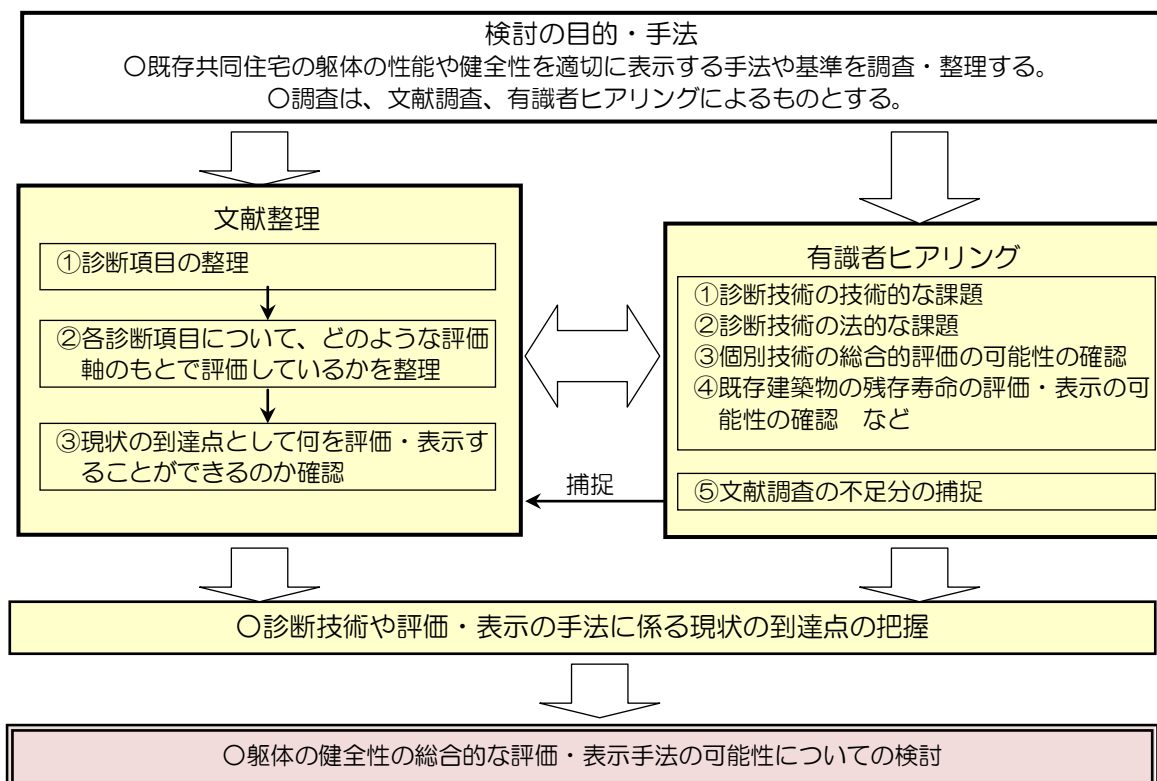 検討の目的・手法
〇既存共同住宅の躯体の性能や健全性を適切に表示する手法や基準を調査・整理する。
〇調査は、文献調査、有識者ヒアリングによるものとする。
文献整理
①診断項目の整理
②各診断項目について、どのような評価
軸のもとで評価しているかを整理
③現状の到達点として何を評価・表示す
ることができるのか確認
有識者ヒアリング
①診断技術の技術的な課題
②診断技術の法的な課題
③個別技術の総合的評価の可能性の確認
④既存建築物の残存寿命の評価・表示の可
能性の確認　など
⑤文献調査の不足分の捕捉
捕捉
〇診断技術や評価・表示の手法に係る現状の到達点の把握
〇躯体の健全性の総合的な評価・表示手法の可能性についての検討